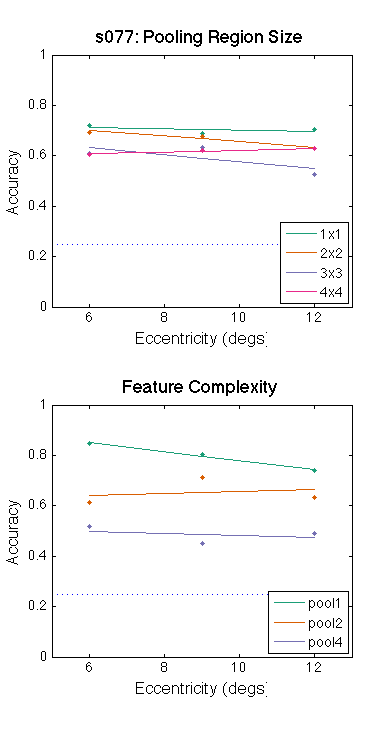 s077: Pooling Region Size
1
0.8
0.6
0.4
0.2
0
Accuracy
6
8
10
12
Eccentricity (degs)
1x1
2x2
3x3
4x4
Feature Complexity
1
0.8
0.6
0.4
0.2
0
Accuracy
6
8
10
12
Eccentricity (degs)
pool1
pool2
pool4